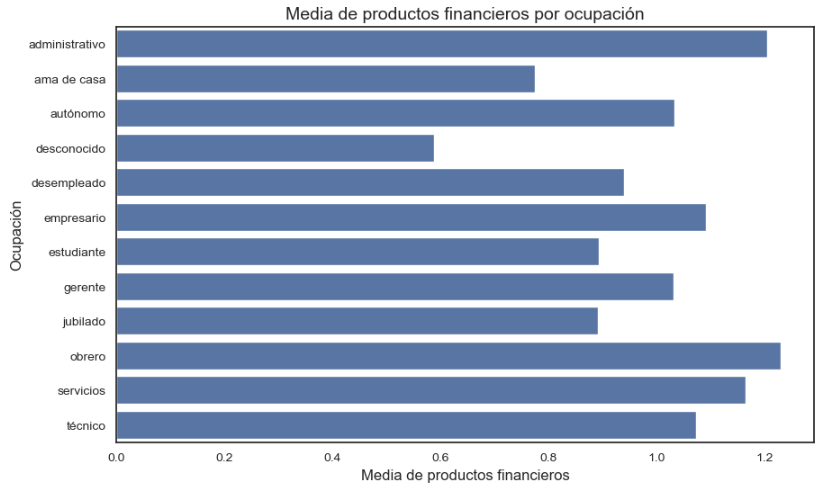 Media de productos financieros por ocupación
administrativo
ama de casa
autónomo
desconocido
desempleado
empresario
estudiante
gerente
jubilado
obrero
servicios
técnico
Ocupación
0.0 0.2 0.4 0.6 0.8 1.0 1.2
Media de productos financieros